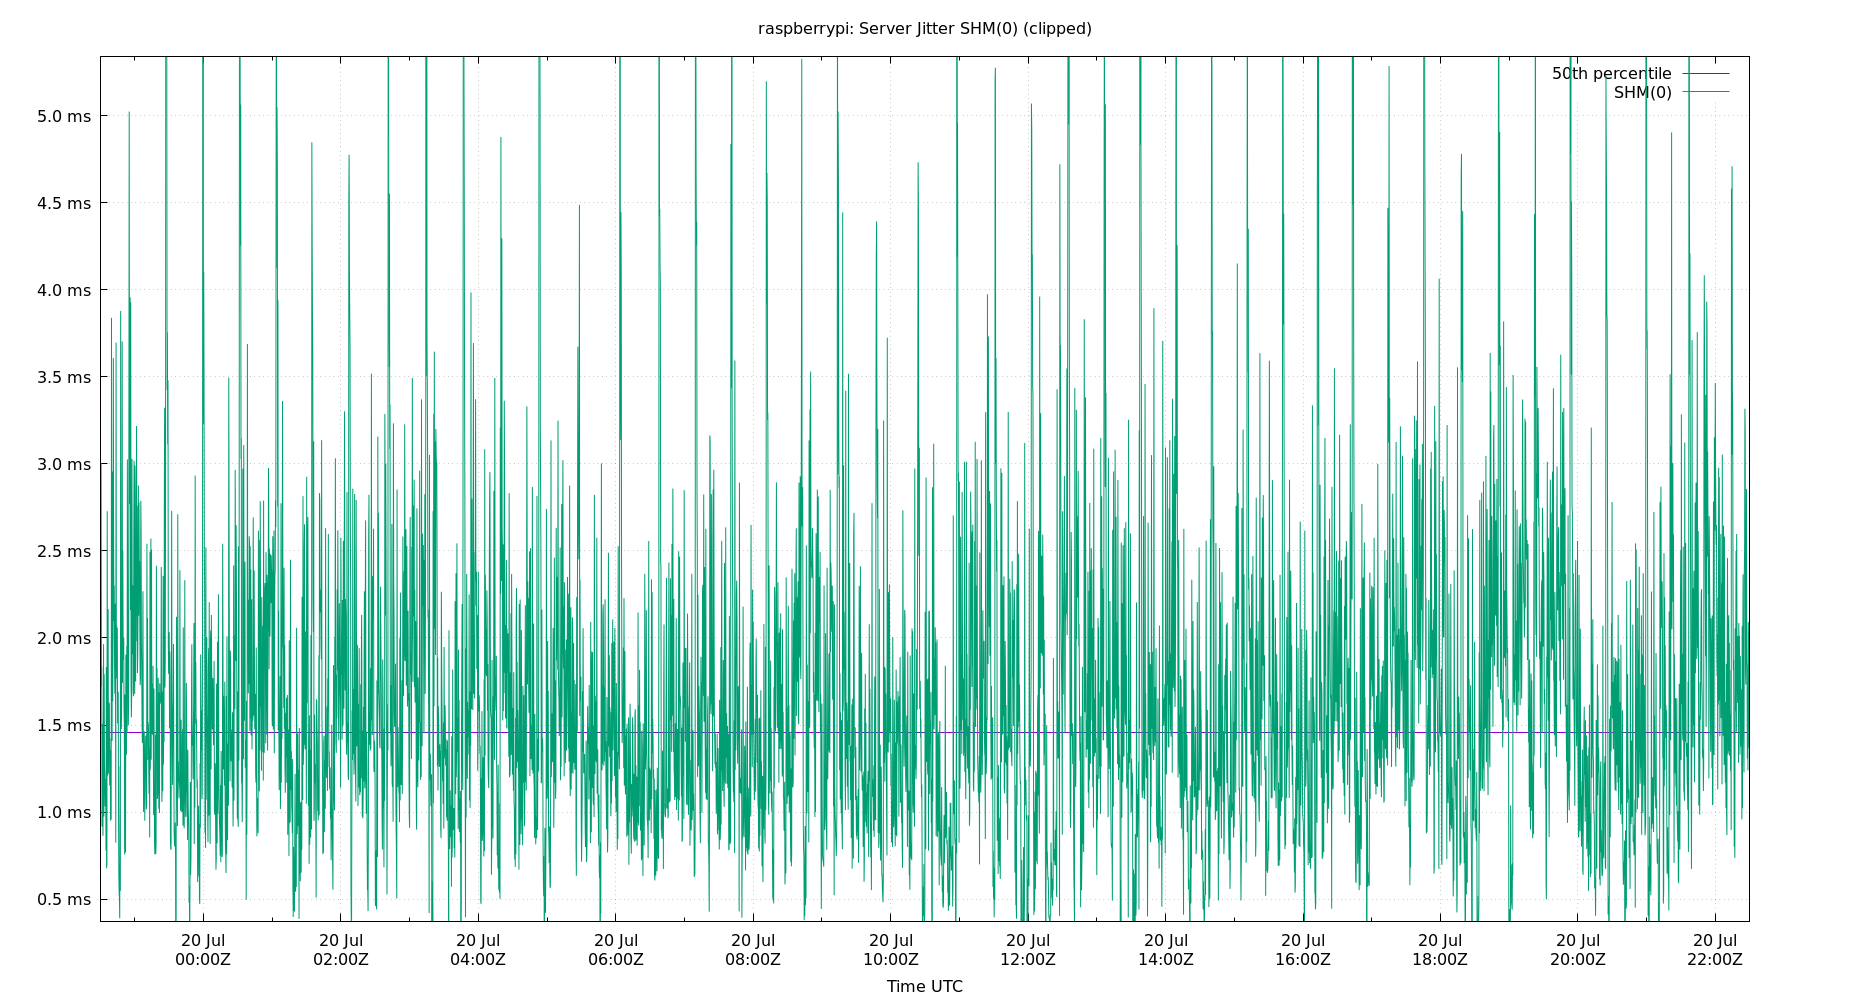 raspberrypi: Server Jitter SHM(0) (clipped)
50th percentile
SHM(0)
5.0 ms
4.5 ms
4.0 ms
3.5 ms
3.0 ms
2.5 ms
2.0 ms
1.5 ms
1.0 ms
0.5 ms
20 Jul 20 Jul 20 Jul 20 Jul 20 Jul 20 Jul 20 Jul 20 Jul 20 Jul 20 Jul 20 Jul 20 Jul
00:00Z 02:00Z 04:00Z 06:00Z 08:00Z 10:00Z 12:00Z 14:00Z 16:00Z 18:00Z 20:00Z 22:00Z
Time UTC